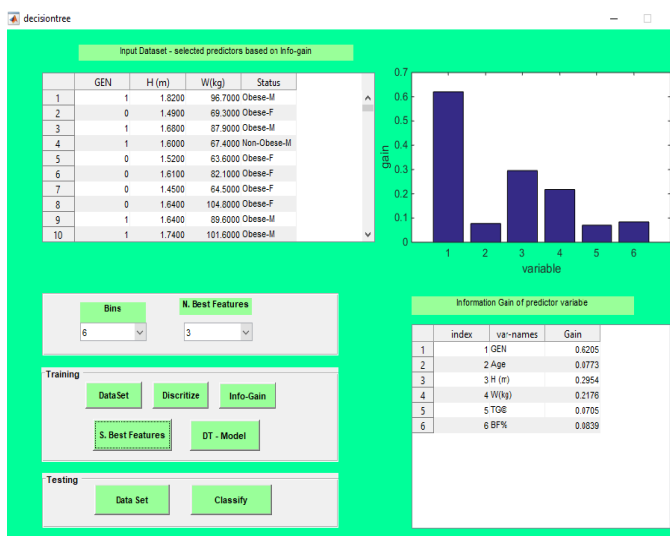 decisiontree
Input Dataset - selected predictors based on Info-gain
GEN H (m) W(kg) Status
1 1 1.8200 96.7000 Obese-M
2 0 1.4900 69.3000 Obese-F
3 1 1.6800 87.9000 Obese-M
4 1 1.6000 67.4000 Non-Obese-M
5 0 1.5200 63.6000 Obese-F
6 0 1.6100 82.1000 Obese-F
7 0 1.4500 64.5000 Obese-F
8 0 1.6400 104.8000 Obese-F
9 1 1.6400 89.6000 Obese-M
10 1 1.7400 101.6000 Obese-M
0.7
0.6
0.5
0.4
0.3
0.2
0.1
0
gain
1 2 3 4 5 6
variable
Bins
N. Best Features
6
3
Training
DataSet
Discritize
Info-Gain
S. Best Features
DT - Model
Testing
Data Set
Classify
Information Gain of predictor variabe
index var-names Gain
1 1 GEN 0.6205
2 2 Age 0.0773
3 3 H (m) 0.2954
4 4 W(kg) 0.2176
5 5 0.0705
6 6 BF% 0.0839